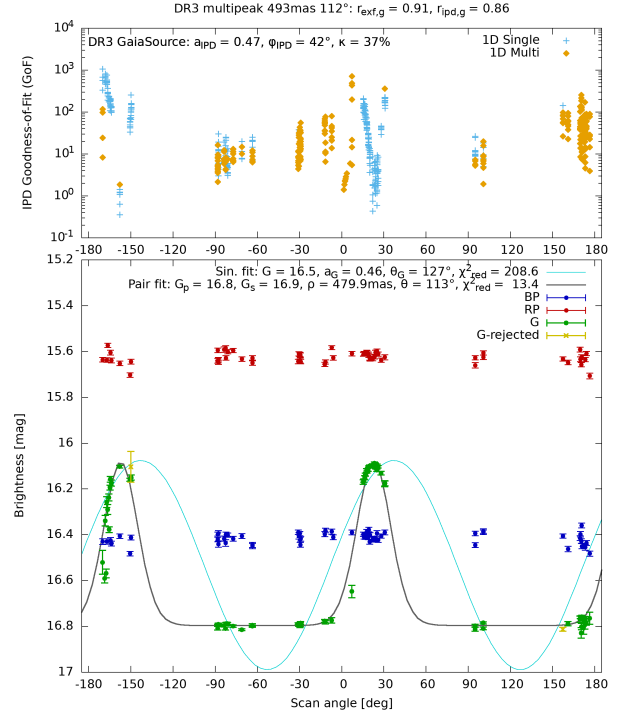 DR3 multipeak 493mas 112°: r_exf,g = 0.91, r_ipd,g = 0.86
10^4
10^3
10^2
10^1
10^0
10^-1
IPD Goodness-of-Fit (GoF)
DR3 GaiaSource: a_IPD = 0.47, φ_IPD = 42°, κ = 37%
1D Single
1D Multi
-180 -150 -120 -90 -60 -30 0 30 60 90 120 150 180
15.2
15.4
15.6
15.8
16
16.2
16.4
16.6
16.8
17
Brightness [mag]
Sin. fit: G = 16.5, a_G = 0.46, θ_G = 127°, χ²_red = 208.6
Pair fit: G_p = 16.8, G_s = 16.9, ρ = 479.9mas, θ = 113°, χ²_red = 13.4
BP
RP
G
G-rejected
-180 -150 -120 -90 -60 -30 0 30 60 90 120 150 180
Scan angle [deg]